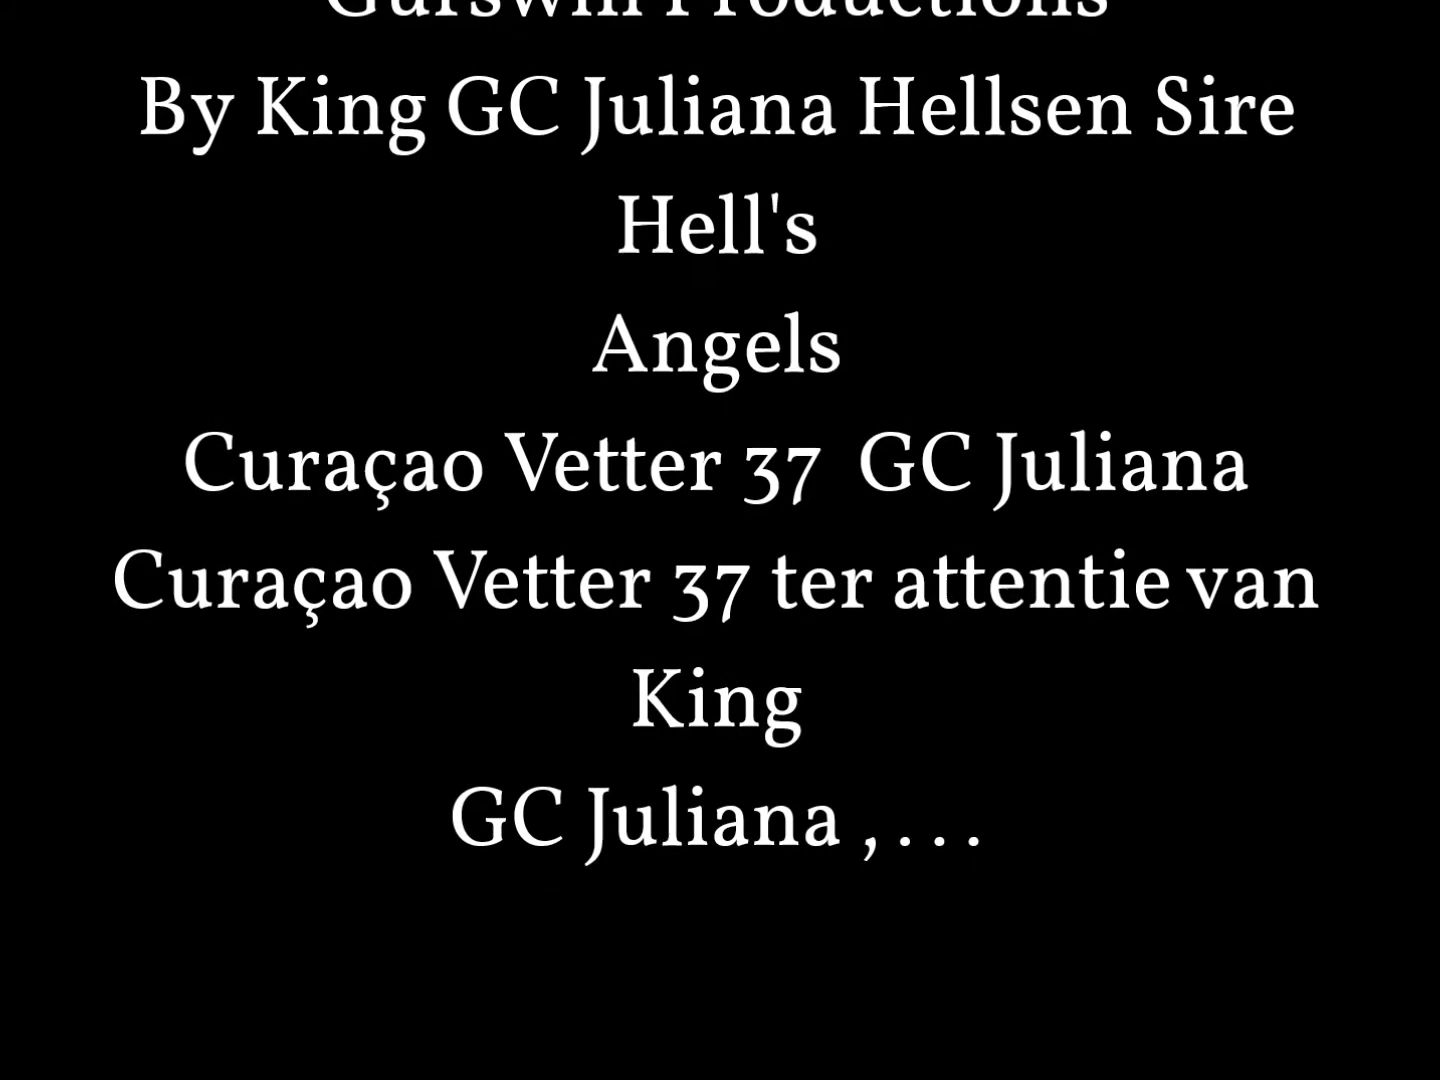 Productions
By King GC Juliana Hellsen Sire
Hell's
Angels
Curaçao Vetter 37 GC Juliana
Curaçao Vetter 37 ter attentie van
King
GC Juliana , . . .